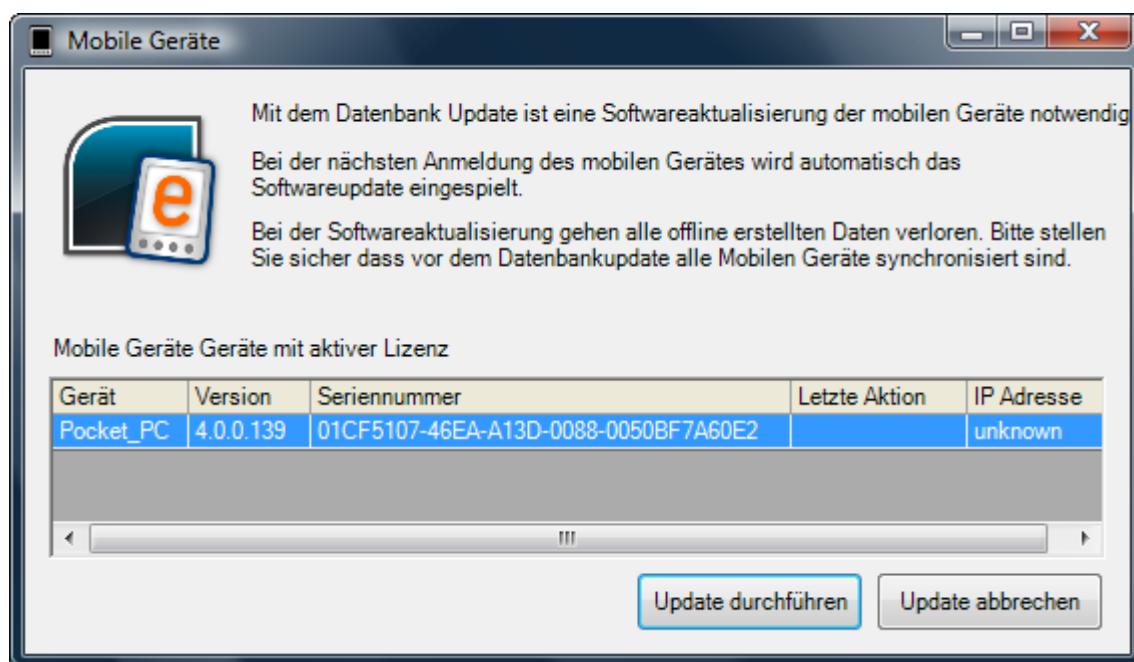 Mobile Geräte
Mit dem Datenbank Update ist eine Softwareaktualisierung der mobilen Geräte notwendig
Bei der nächsten Anmeldung des mobilen Gerätes wird automatisch das
Softwareupdate eingespielt.
Bei der Softwareaktualisierung gehen alle offline erstellten Daten verloren. Bitte stellen
Sie sicher dass vor dem Datenbankupdate alle Mobilen Geräte synchronisiert sind.
e
Mobile Geräte Geräte mit aktiver Lizenz
Gerät Version Seriennummer Letzte Aktion IP Adresse
Pocket_PC 4.0.0.139 01CF5107-46EA-A13D-0088-0050BF7A60E2 unknown
Update durchführen Update abbrechen